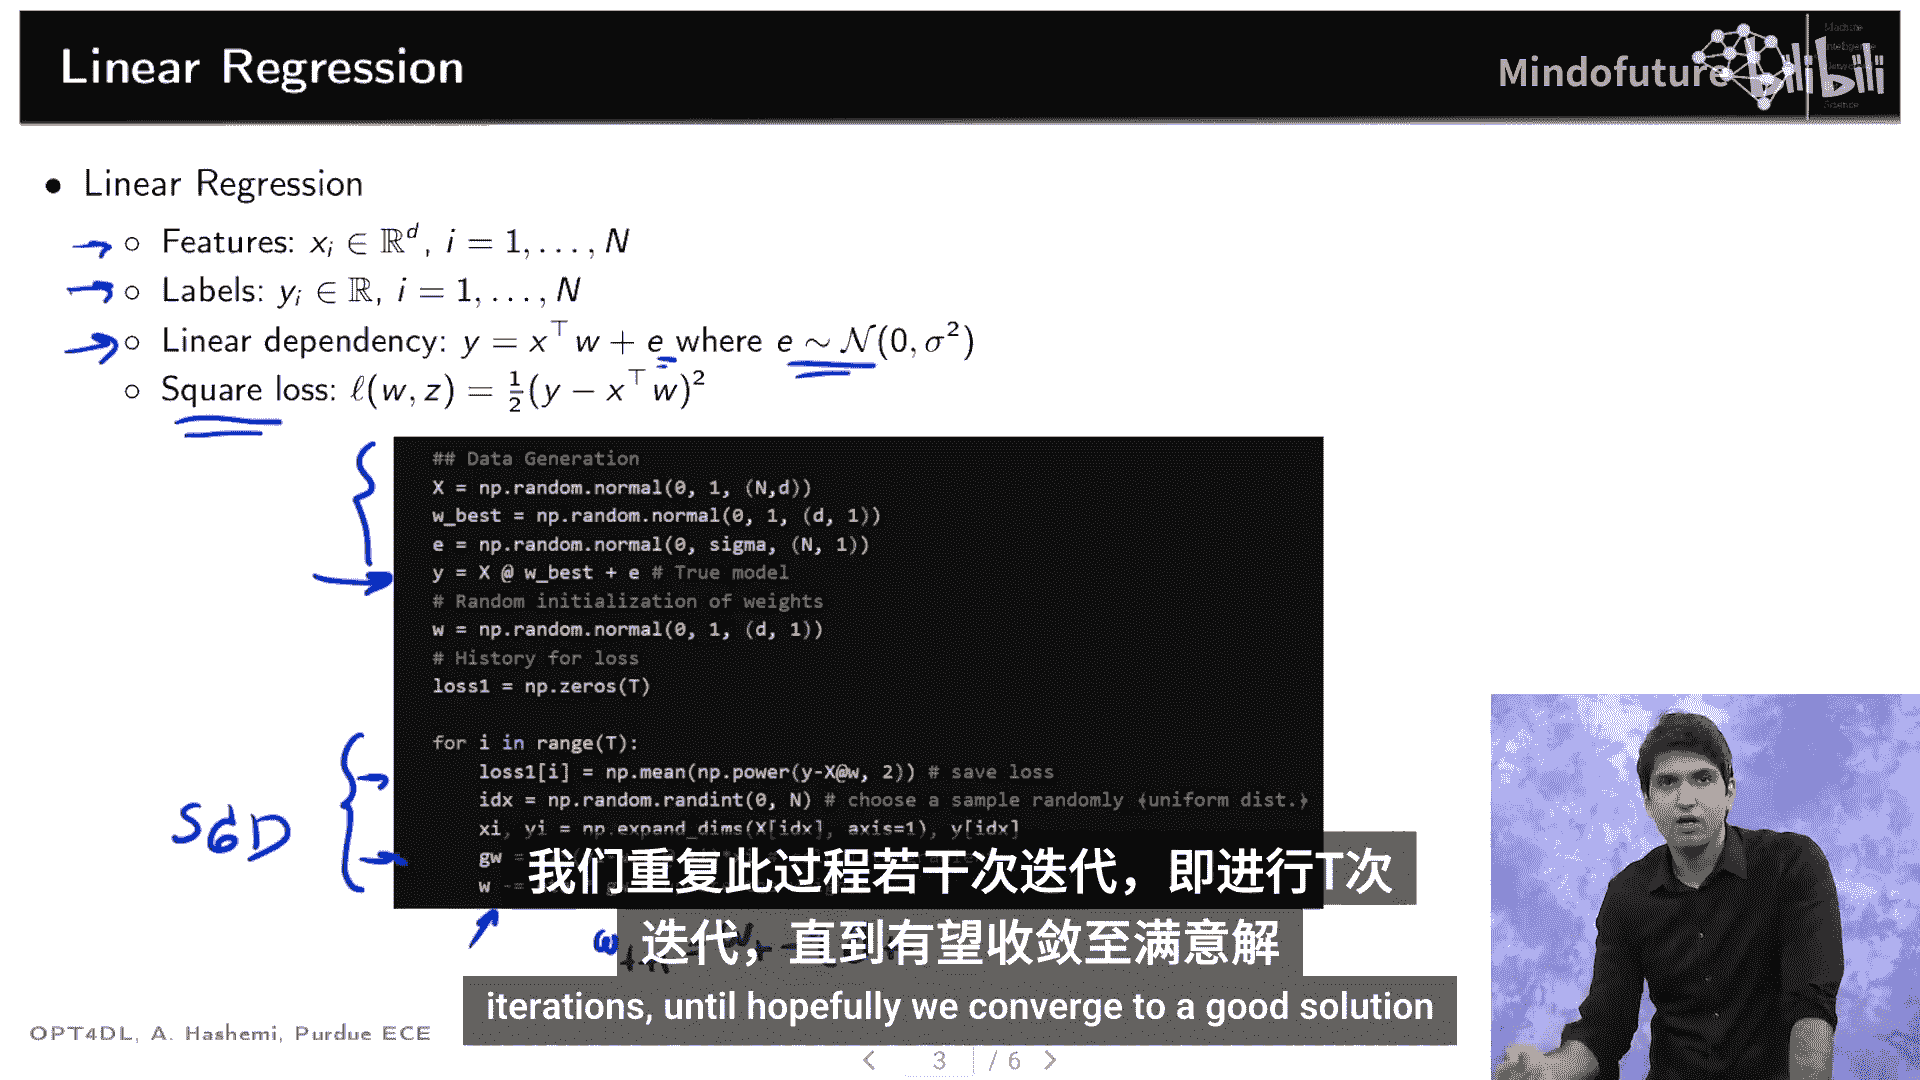 Linear Regression
Mindofuture
bilibili
Machine
Science
• Linear Regression
○ Features: xᵢ ∈ ℝᵈ, i = 1, . . . , N
○ Labels: yᵢ ∈ ℝ, i = 1, . . . , N
○ Linear dependency: y = x⊤w + e where e ∼ 𝒩(0, σ²)
○ Square loss: ℓ(w, z) = ½(y − x⊤w)²
## Data Generation
X = np.random.normal(0, 1, (N,d))
w_best = np.random.normal(0, 1, (d, 1))
e = np.random.normal(0, sigma, (N, 1))
y = X @ w_best + e # True model
# Random initialization of weights
w = np.random.normal(0, 1, (d, 1))
# History for loss
loss1 = np.zeros(T)
for i in range(T):
loss1[i] = np.mean(np.power(y-X@w, 2)) # save loss
idx = np.random.randint(0, N) # choose a sample randomly (uniform dist.)
xi, yi = np.expand_dims(X[idx], axis=1), y[idx]
gw =
w -=
SGD
我们重复此过程若干次迭代，即进行T次
迭代，直到有望收敛至满意解
iterations, until hopefully we converge to a good solution
OPT4DL, A. Hashemi, Purdue ECE
3 / 6